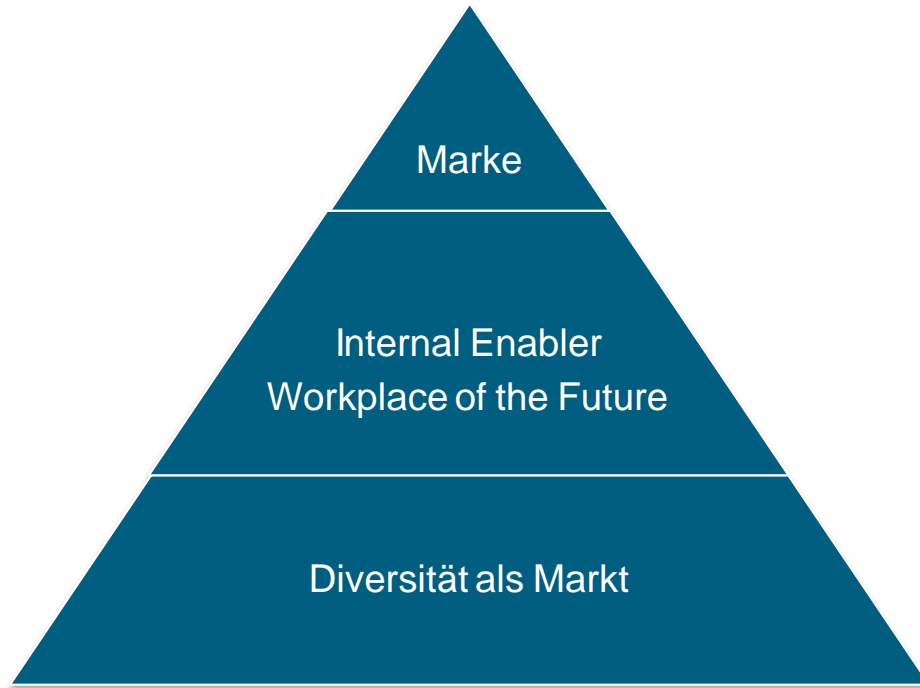 Marke
Internal Enabler
Workplace of the Future
Diversität als Markt